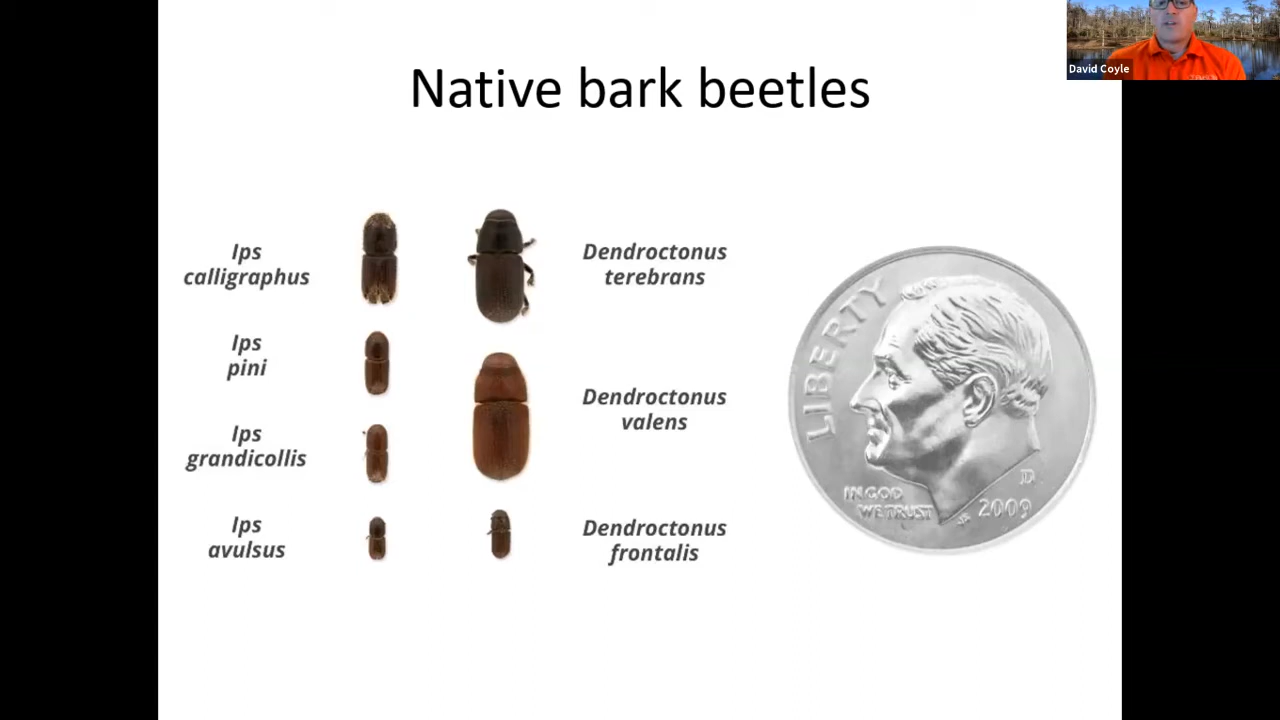 David Coyle
Native bark beetles
Ips
calligraphus
Dendroctonus
terebrans
Ips
pini
Dendroctonus
valens
Ips
grandicollis
Ips
avulsus
Dendroctonus
frontalis
LIBERTY
IN GOD
WE TRUST
D
2009